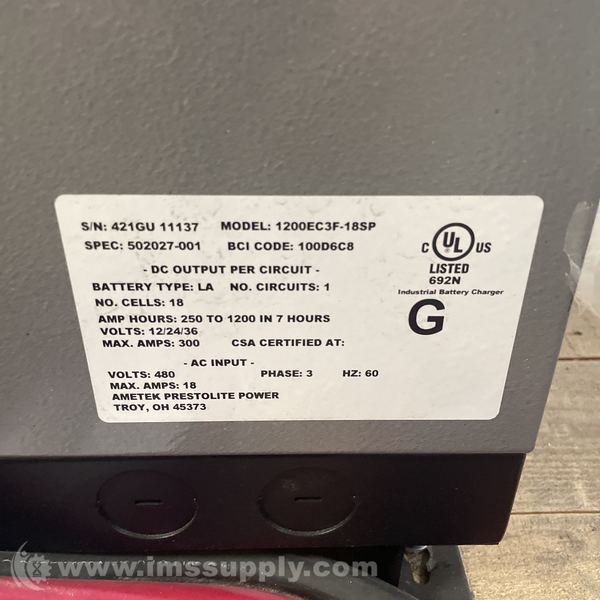 S/N: 421GU 11137 MODEL: 1200EC3F-18SP
SPEC: 502027-001 BCI CODE: 100D6C8
- DC OUTPUT PER CIRCUIT -
BATTERY TYPE: LA NO. CIRCUITS: 1
NO. CELLS: 18
AMP HOURS: 250 TO 1200 IN 7 HOURS
VOLTS: 12/24/36
MAX. AMPS: 300 CSA CERTIFIED AT:
- AC INPUT -
VOLTS: 480 PHASE: 3 HZ: 60
MAX. AMPS: 18
AMETEK PRESTOLITE POWER
TROY, OH 45373
C UL US
LISTED
692N
Industrial Battery Charger
G
www.imssupply.com